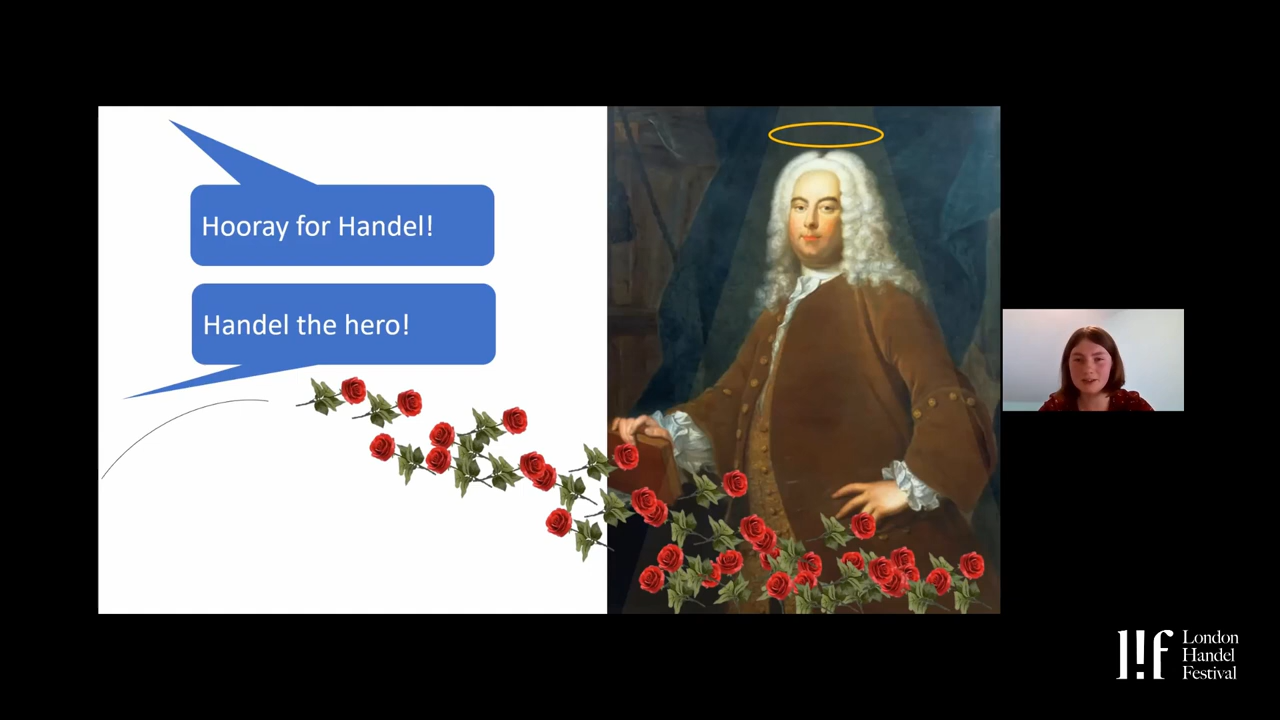 Hooray for Handel!
Handel the hero!
l!f
London
Handel
Festival